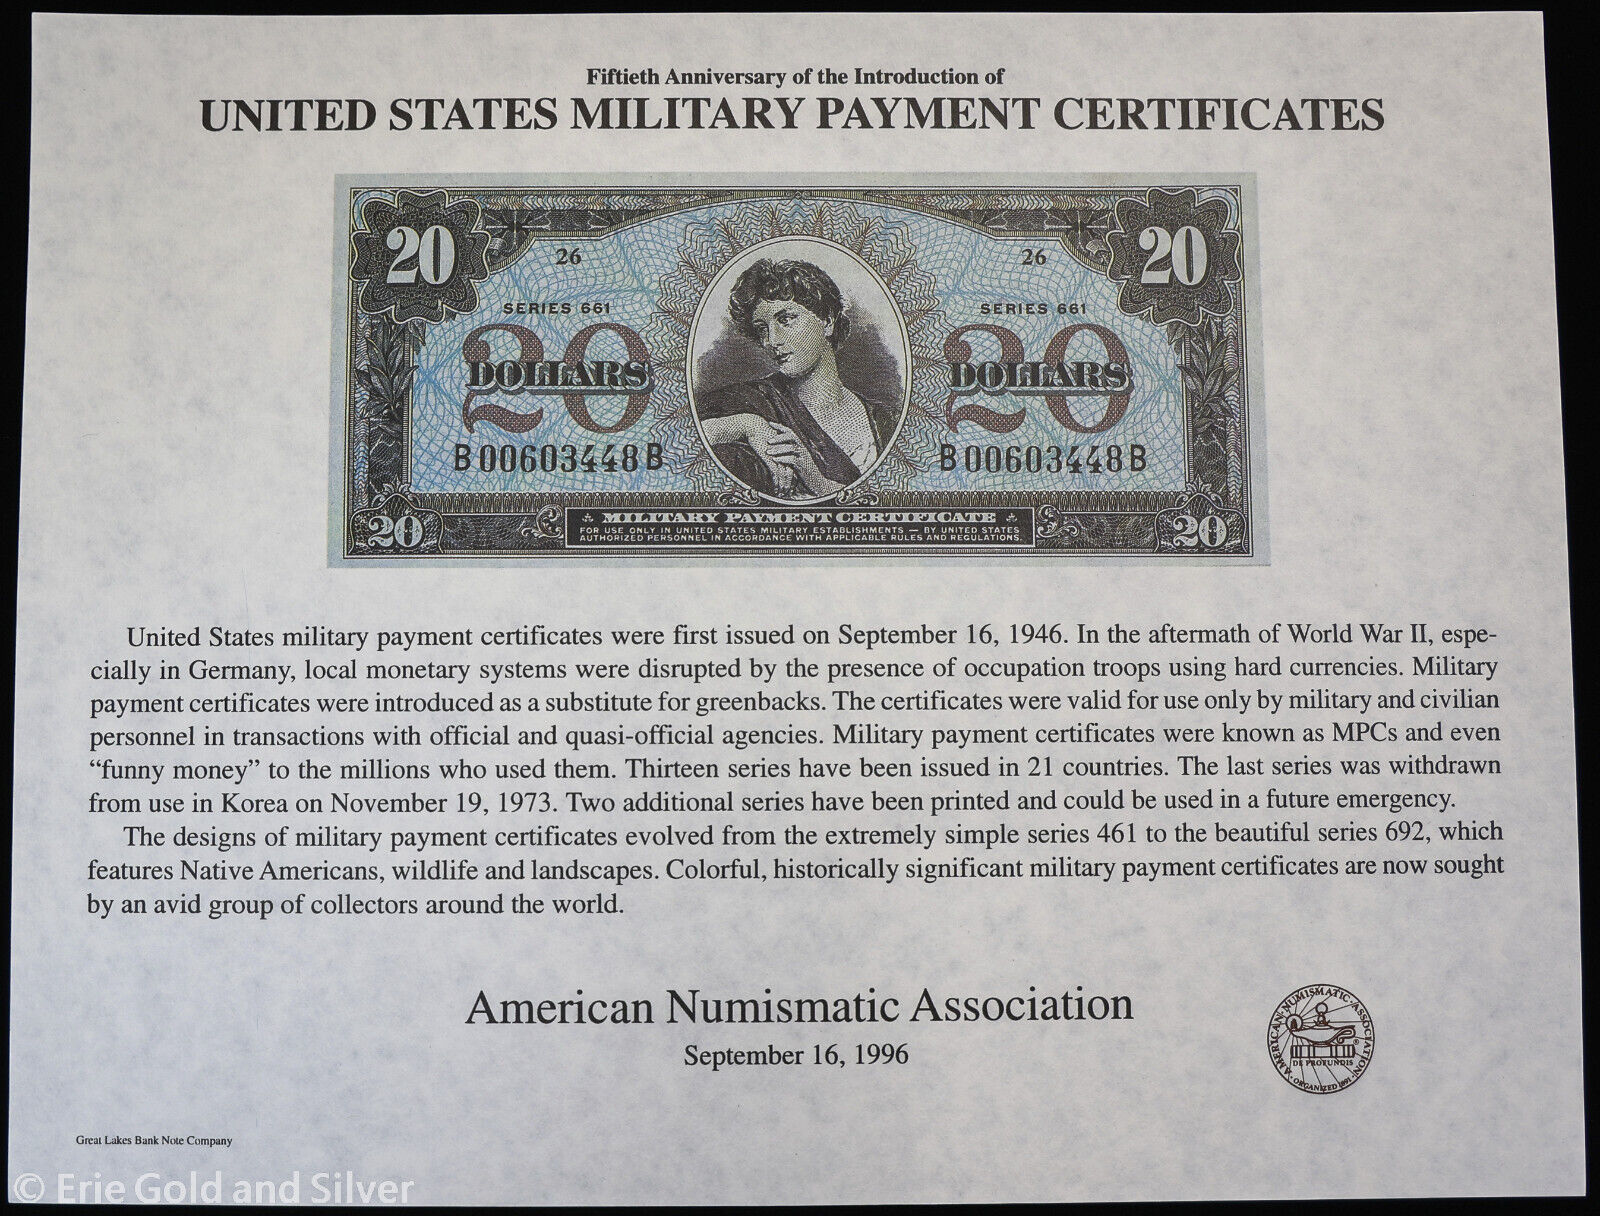 Fiftieth Anniversary of the Introduction of
UNITED STATES MILITARY PAYMENT CERTIFICATES
20 20
26 26
SERIES 661 SERIES 661
20 20
DOLLARS DOLLARS
B00603448B B00603448B
MILITARY PAYMENT CERTIFICATE
FOR USE ONLY IN UNITED STATES MILITARY ESTABLISHMENTS — BY UNITED STATES
AUTHORIZED PERSONNEL IN ACCORDANCE WITH APPLICABLE RULES AND REGULATIONS.
20 20
United States military payment certificates were first issued on September 16, 1946. In the aftermath of World War II, espe-
cially in Germany, local monetary systems were disrupted by the presence of occupation troops using hard currencies. Military
payment certificates were introduced as a substitute for greenbacks. The certificates were valid for use only by military and civilian
personnel in transactions with official and quasi-official agencies. Military payment certificates were known as MPCs and even
“funny money” to the millions who used them. Thirteen series have been issued in 21 countries. The last series was withdrawn
from use in Korea on November 19, 1973. Two additional series have been printed and could be used in a future emergency.
The designs of military payment certificates evolved from the extremely simple series 461 to the beautiful series 692, which
features Native Americans, wildlife and landscapes. Colorful, historically significant military payment certificates are now sought
by an avid group of collectors around the world.
American Numismatic Association
September 16, 1996
AMERICAN·NUMISMATIC·ASSOCIATION
DE PROFUNDIS
·ORGANIZED 1891·
Great Lakes Bank Note Company
© Erie Gold and Silver